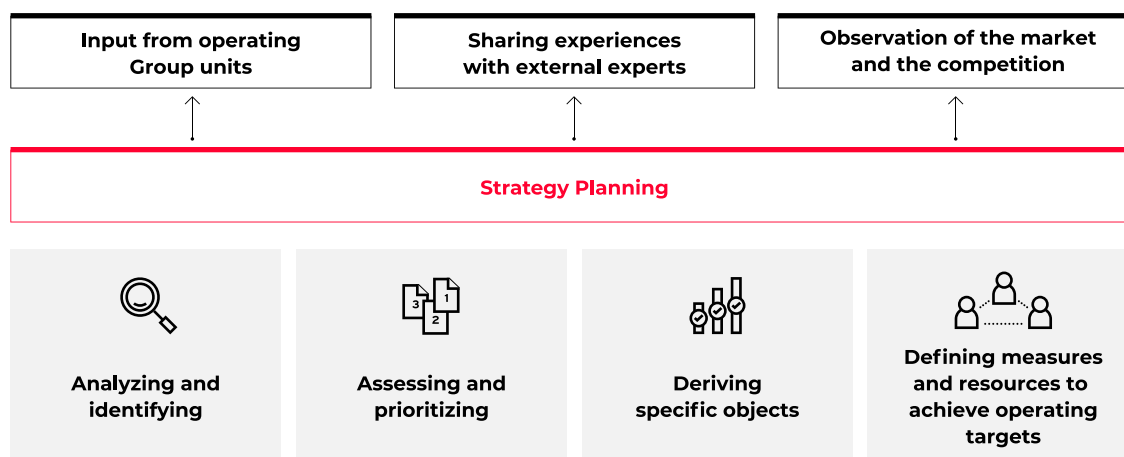 Input from operating
Group units
Sharing experiences
with external experts
Observation of the market
and the competition
Strategy Planning
3
1
2
Analyzing and
identifying
Assessing and
prioritizing
Deriving
specific objects
Defining measures
and resources to
achieve operating
targets